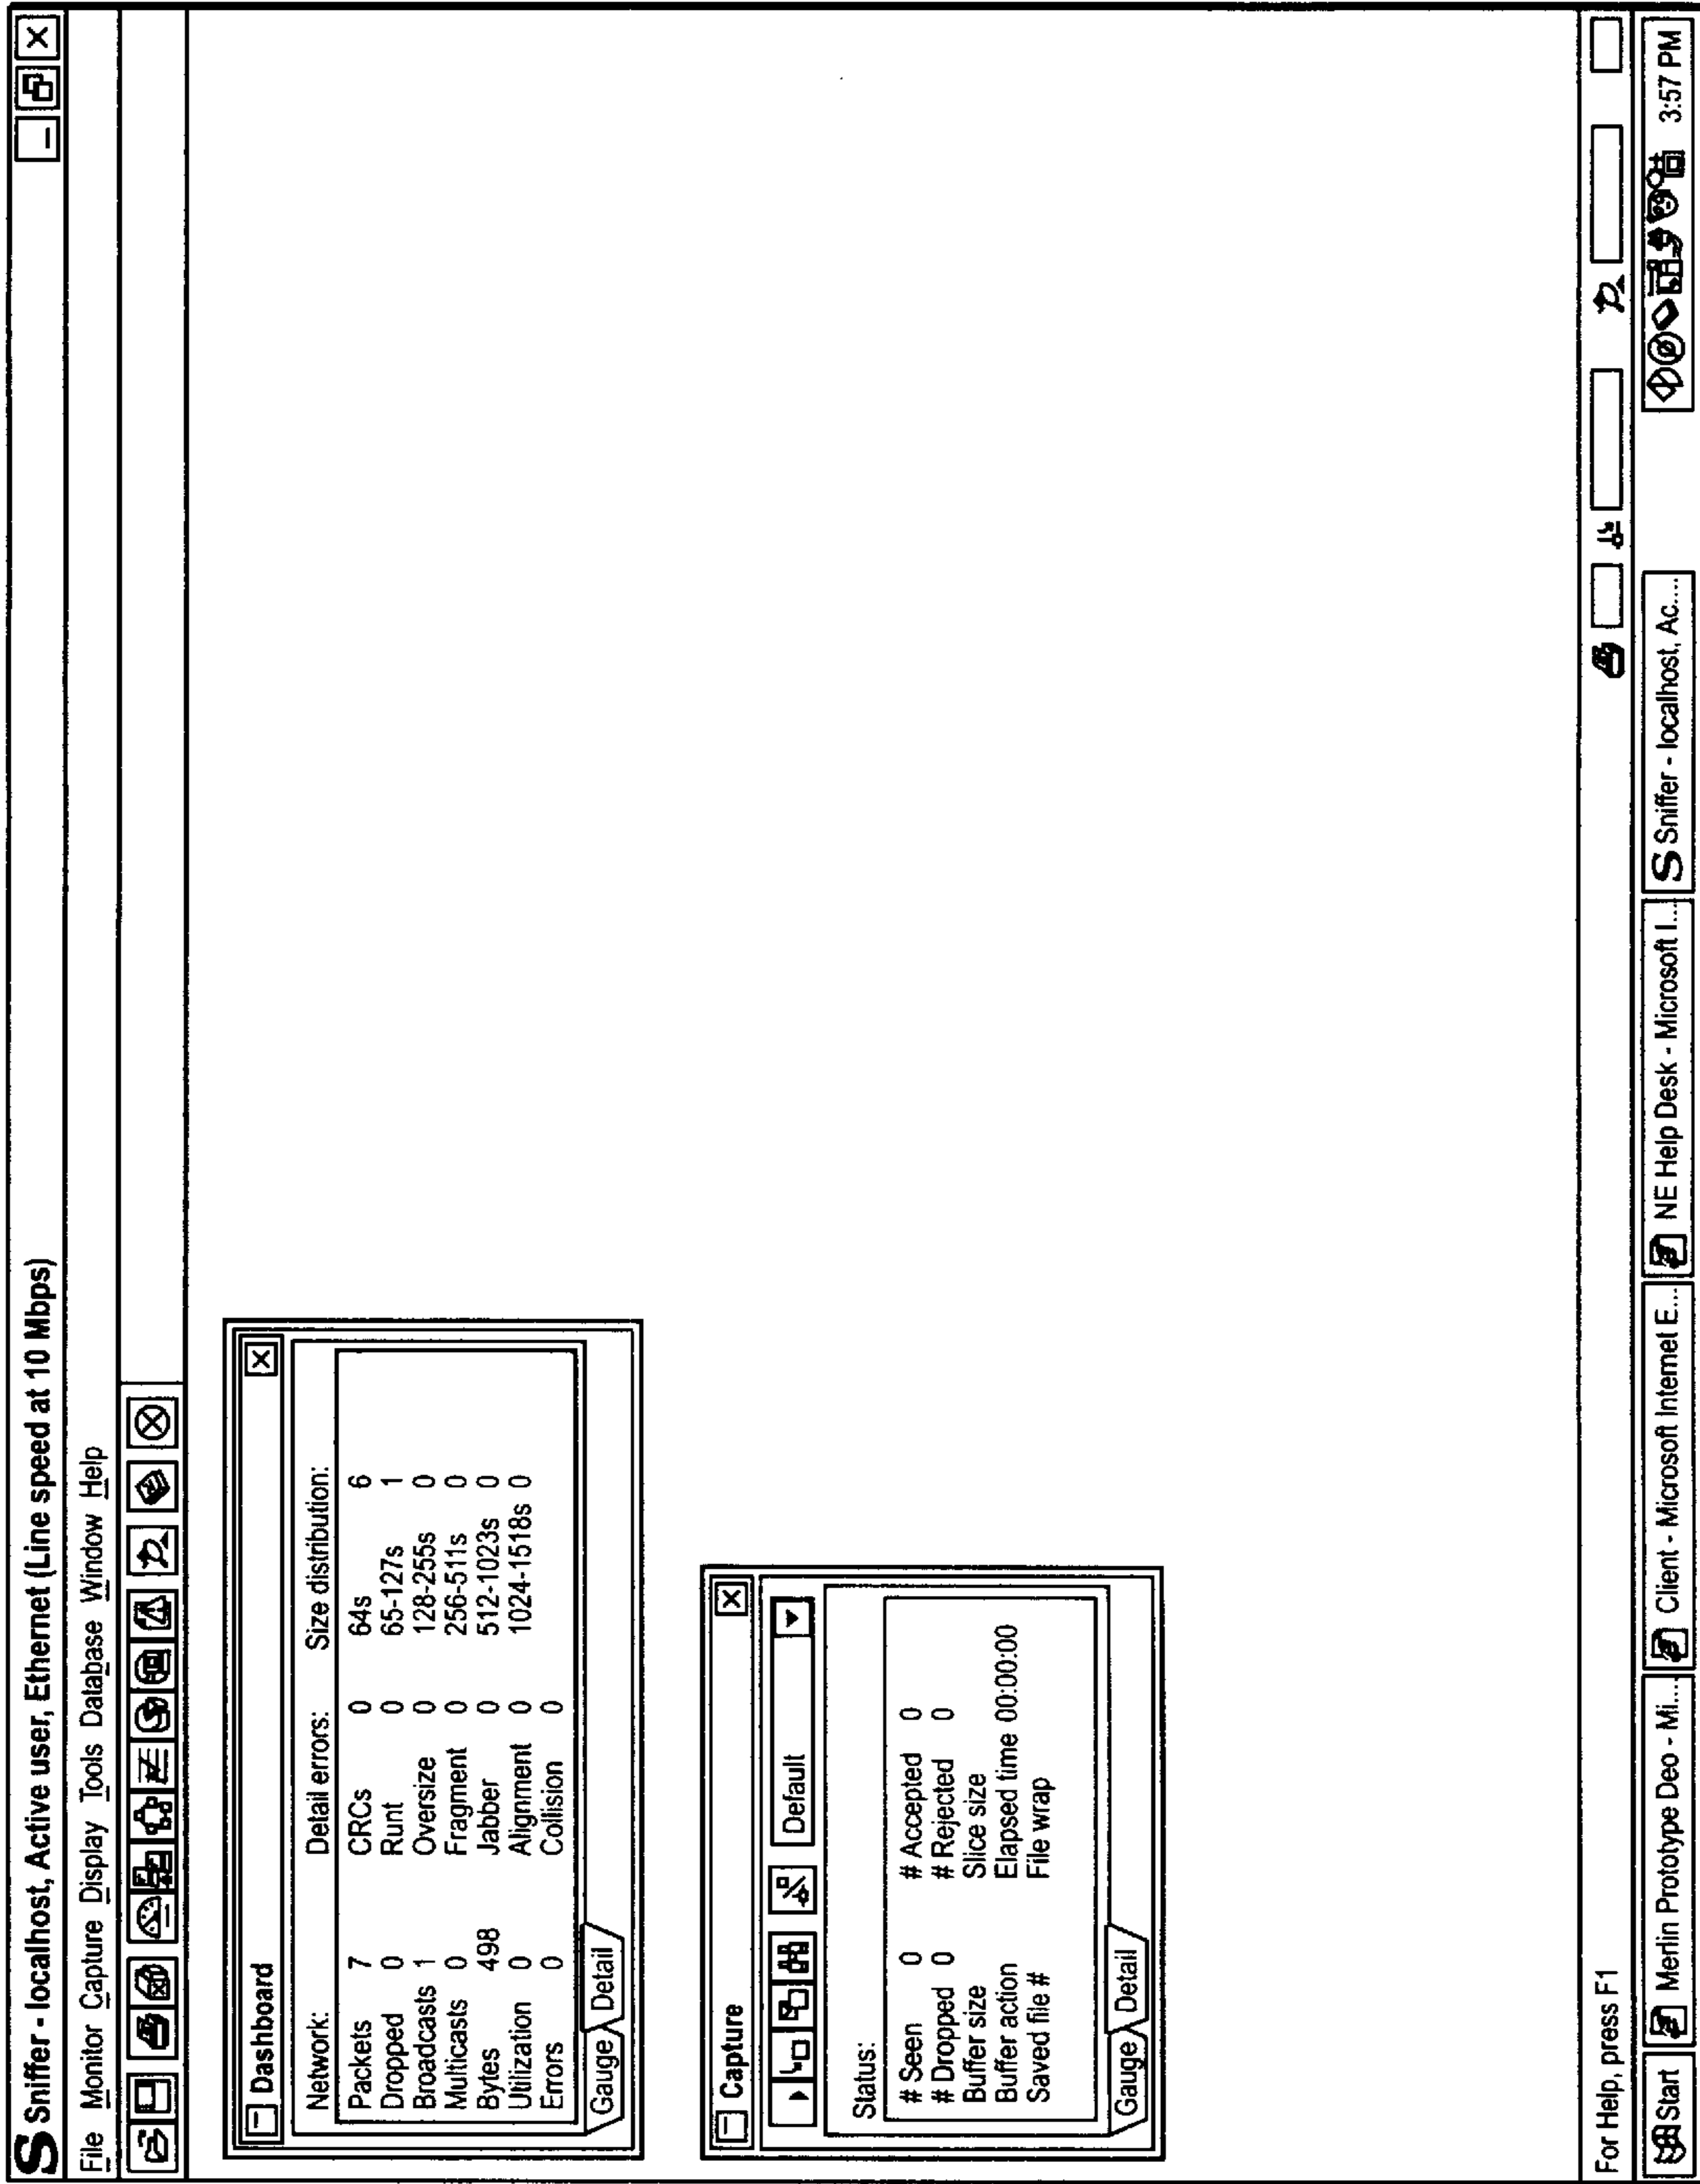 S Sniffer - localhost, Active user, Ethernet (Line speed at 10 Mbps)
File Monitor Capture Display Tools Database Window Help
Dashboard
Network: Detail errors: Size distribution:
Packets 7 CRCs 0 64s 6
Dropped 0 Runt 0 65-127s 1
Broadcasts 1 Oversize 0 128-255s 0
Multicasts 0 Fragment 0 256-511s 0
Bytes 498 Jabber 0 512-1023s 0
Utilization 0 Alignment 0 1024-1518s 0
Errors 0 Collision 0
Gauge Detail
Capture
Default
Status:
# Seen 0 # Accepted 0
# Dropped 0 # Rejected 0
Buffer size Slice size
Buffer action Elapsed time 00:00:00
Saved file # File wrap
Gauge Detail
For Help, press F1
Start Merlin Prototype Deo - Mi.... Client - Microsoft Internet E... NE Help Desk - Microsoft I... S Sniffer - localhost, Ac.... 3:57 PM